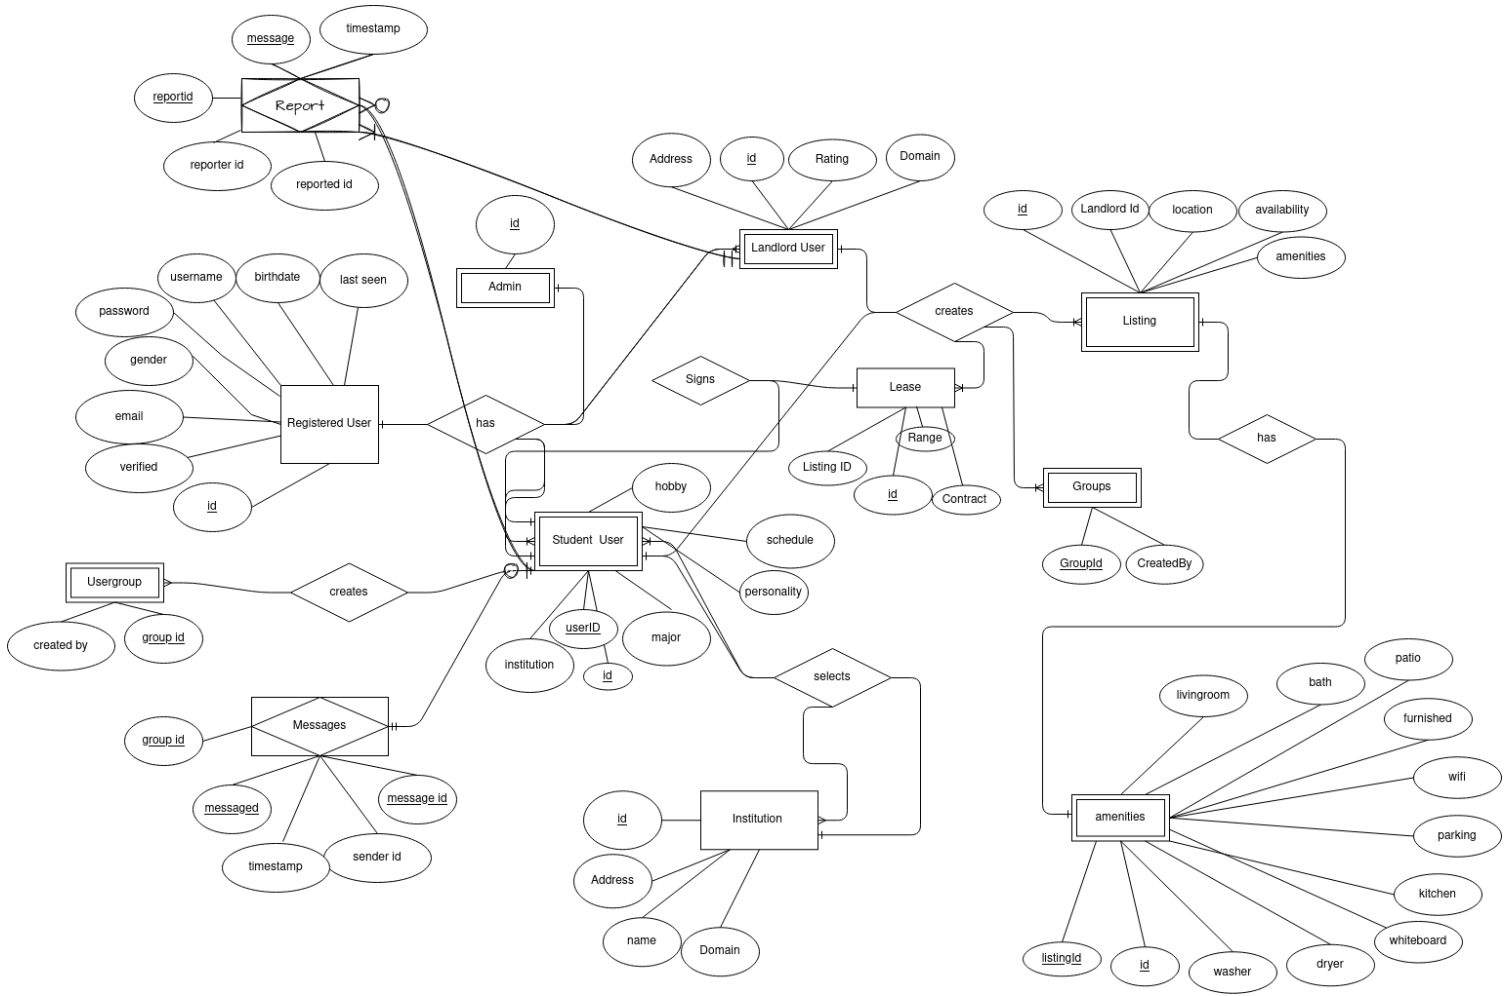 message
timestamp
reportid
Report
reporter id
reported id
Address
id
Rating
Domain
Landlord User
id
Admin
id
Landlord Id
location
availability
amenities
Listing
username
birthdate
last seen
password
gender
email
verified
id
Registered User
has
creates
Signs
Lease
Listing ID
Range
id
Contract
has
Groups
GroupId
CreatedBy
hobby
schedule
personality
Student User
userID
major
institution
id
Usergroup
created by
group id
creates
Messages
group id
messaged
message id
timestamp
sender id
selects
Institution
id
Address
name
Domain
patio
bath
livingroom
furnished
wifi
parking
amenities
kitchen
whiteboard
dryer
washer
id
listingId